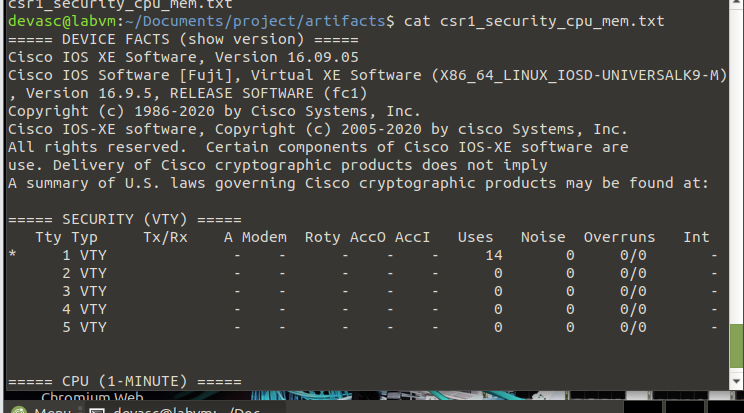 csr1_security_cpu_mem.txt
devasc@labvm:~/Documents/project/artifacts$ cat csr1_security_cpu_mem.txt
===== DEVICE FACTS (show version) =====
Cisco IOS XE Software, Version 16.09.05
Cisco IOS Software [Fuji], Virtual XE Software (X86_64_LINUX_IOSD-UNIVERSALK9-M)
, Version 16.9.5, RELEASE SOFTWARE (fc1)
Copyright (c) 1986-2020 by Cisco Systems, Inc.
Cisco IOS-XE software, Copyright (c) 2005-2020 by cisco Systems, Inc.
All rights reserved.  Certain components of Cisco IOS-XE software are
use. Delivery of Cisco cryptographic products does not imply
A summary of U.S. laws governing Cisco cryptographic products may be found at:

===== SECURITY (VTY) =====
   Tty Typ     Tx/Rx    A Modem  Roty AccO AccI   Uses   Noise  Overruns   Int
*     1 VTY              -    -      -    -    -     14       0     0/0      -
      2 VTY              -    -      -    -    -      0       0     0/0      -
      3 VTY              -    -      -    -    -      0       0     0/0      -
      4 VTY              -    -      -    -    -      0       0     0/0      -
      5 VTY              -    -      -    -    -      0       0     0/0      -

===== CPU (1-MINUTE) =====
Chromium Web
Menu devasc@labvm: ~/Doc...